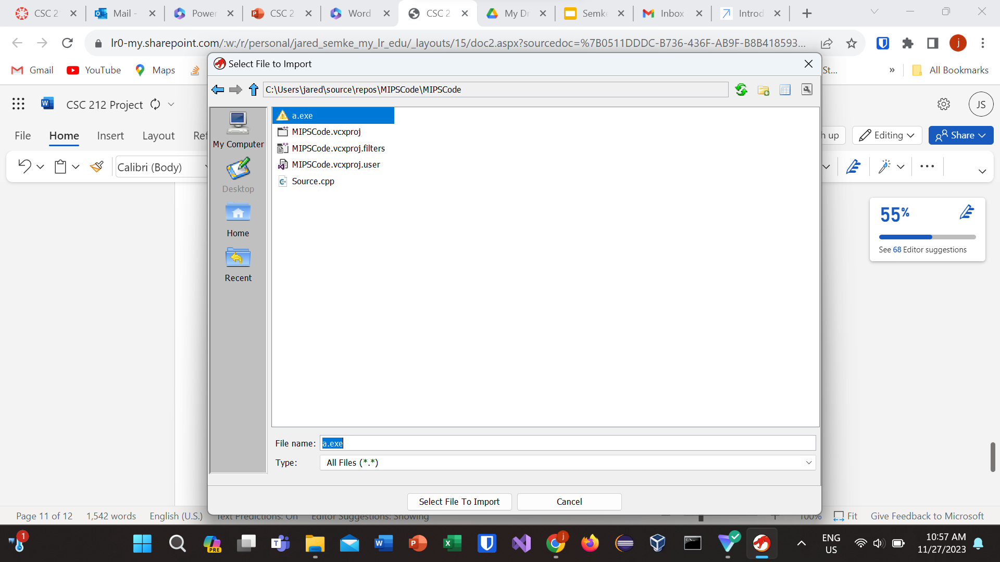 CSC 2
Mail -
Power
CSC 2
Word
CSC 2
My Dr
Semke
Inbox
Introd
lr0-my.sharepoint.com/:w:/r/personal/jared_semke_my_lr_edu/_layouts/15/doc2.aspx?sourcedoc=%7B0511DDDC-B736-436F-AB9F-B8B418593...
j
Gmail
YouTube
Maps
St...
»
All Bookmarks
Select File to Import
C:\Users\jared\source\repos\MIPSCode\MIPSCode
CSC 212 Project
JS
File
Home
Insert
Layout
Ref
h up
Editing
Share
Calibri (Body)
My Computer
Desktop
Home
Recent
a.exe
MIPSCode.vcxproj
MIPSCode.vcxproj.filters
MIPSCode.vcxproj.user
Source.cpp
55%
See 68 Editor suggestions
File name: a.exe
Type: All Files (*.*)
Select File To Import
Cancel
Page 11 of 12
1,542 words
English (U.S.)
Text Predictions: On
Editor Suggestions: Showing
100%
Fit
Give Feedback to Microsoft
1
PRE
j
ENG
US
10:57 AM
11/27/2023